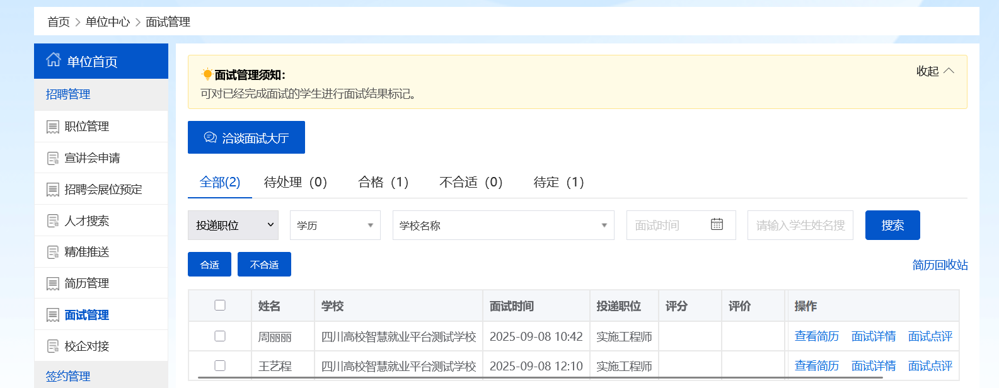 首页 > 单位中心 > 面试管理
单位首页
招聘管理
职位管理
宣讲会申请
招聘会展位预定
人才搜索
精准推送
简历管理
面试管理
校企对接
签约管理
面试管理须知：
收起
可对已经完成面试的学生进行面试结果标记。
洽谈面试大厅
全部(2) 待处理（0） 合格（1） 不合适（0） 待定（1）
投递职位 学历 学校名称 面试时间 请输入学生姓名搜 搜索
合适 不合适 简历回收站
姓名 学校 面试时间 投递职位 评分 评价 操作
周丽丽 四川高校智慧就业平台测试学校 2025-09-08 10:42 实施工程师 查看简历 面试详情 面试点评
王艺程 四川高校智慧就业平台测试学校 2025-09-08 12:10 实施工程师 查看简历 面试详情 面试点评